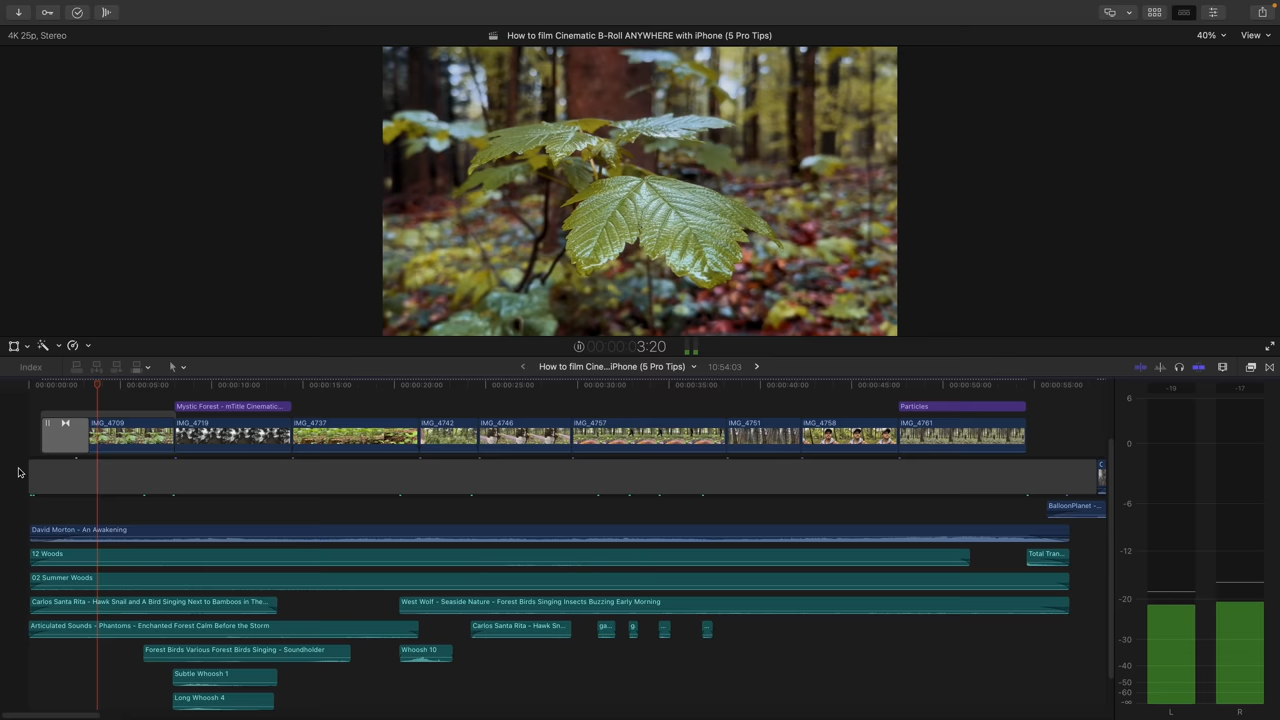 4K 25p, Stereo
How to film Cinematic B-Roll ANYWHERE with iPhone (5 Pro Tips)
40%
View
00:00:00:03:20
Index
How to film Cine...iPhone (5 Pro Tips)
10:54:03
00:00:00:00
00:00:05:00
00:00:10:00
00:00:15:00
00:00:20:00
00:00:25:00
00:00:30:00
00:00:35:00
00:00:40:00
00:00:45:00
00:00:50:00
00:00:55:00
-19
-17
Mystic Forest - mTitle Cinematic...
Particles
IMG_4709
IMG_4719
IMG_4737
IMG_4742
IMG_4746
IMG_4757
IMG_4751
IMG_4758
IMG_4761
C
BalloonPlanet -...
David Morton - An Awakening
12 Woods
Total Tran...
02 Summer Woods
Carlos Santa Rita - Hawk Snail and A Bird Singing Next to Bamboos in The...
West Wolf - Seaside Nature - Forest Birds Singing Insects Buzzing Early Morning
Articulated Sounds - Phantoms - Enchanted Forest Calm Before the Storm
Carlos Santa Rita - Hawk Sn...
ga...
g
...
...
Forest Birds Various Forest Birds Singing - Soundholder
Whoosh 10
Subtle Whoosh 1
Long Whoosh 4
6
0
-6
-12
-20
-30
-40
-50
-60
-∞
L
R